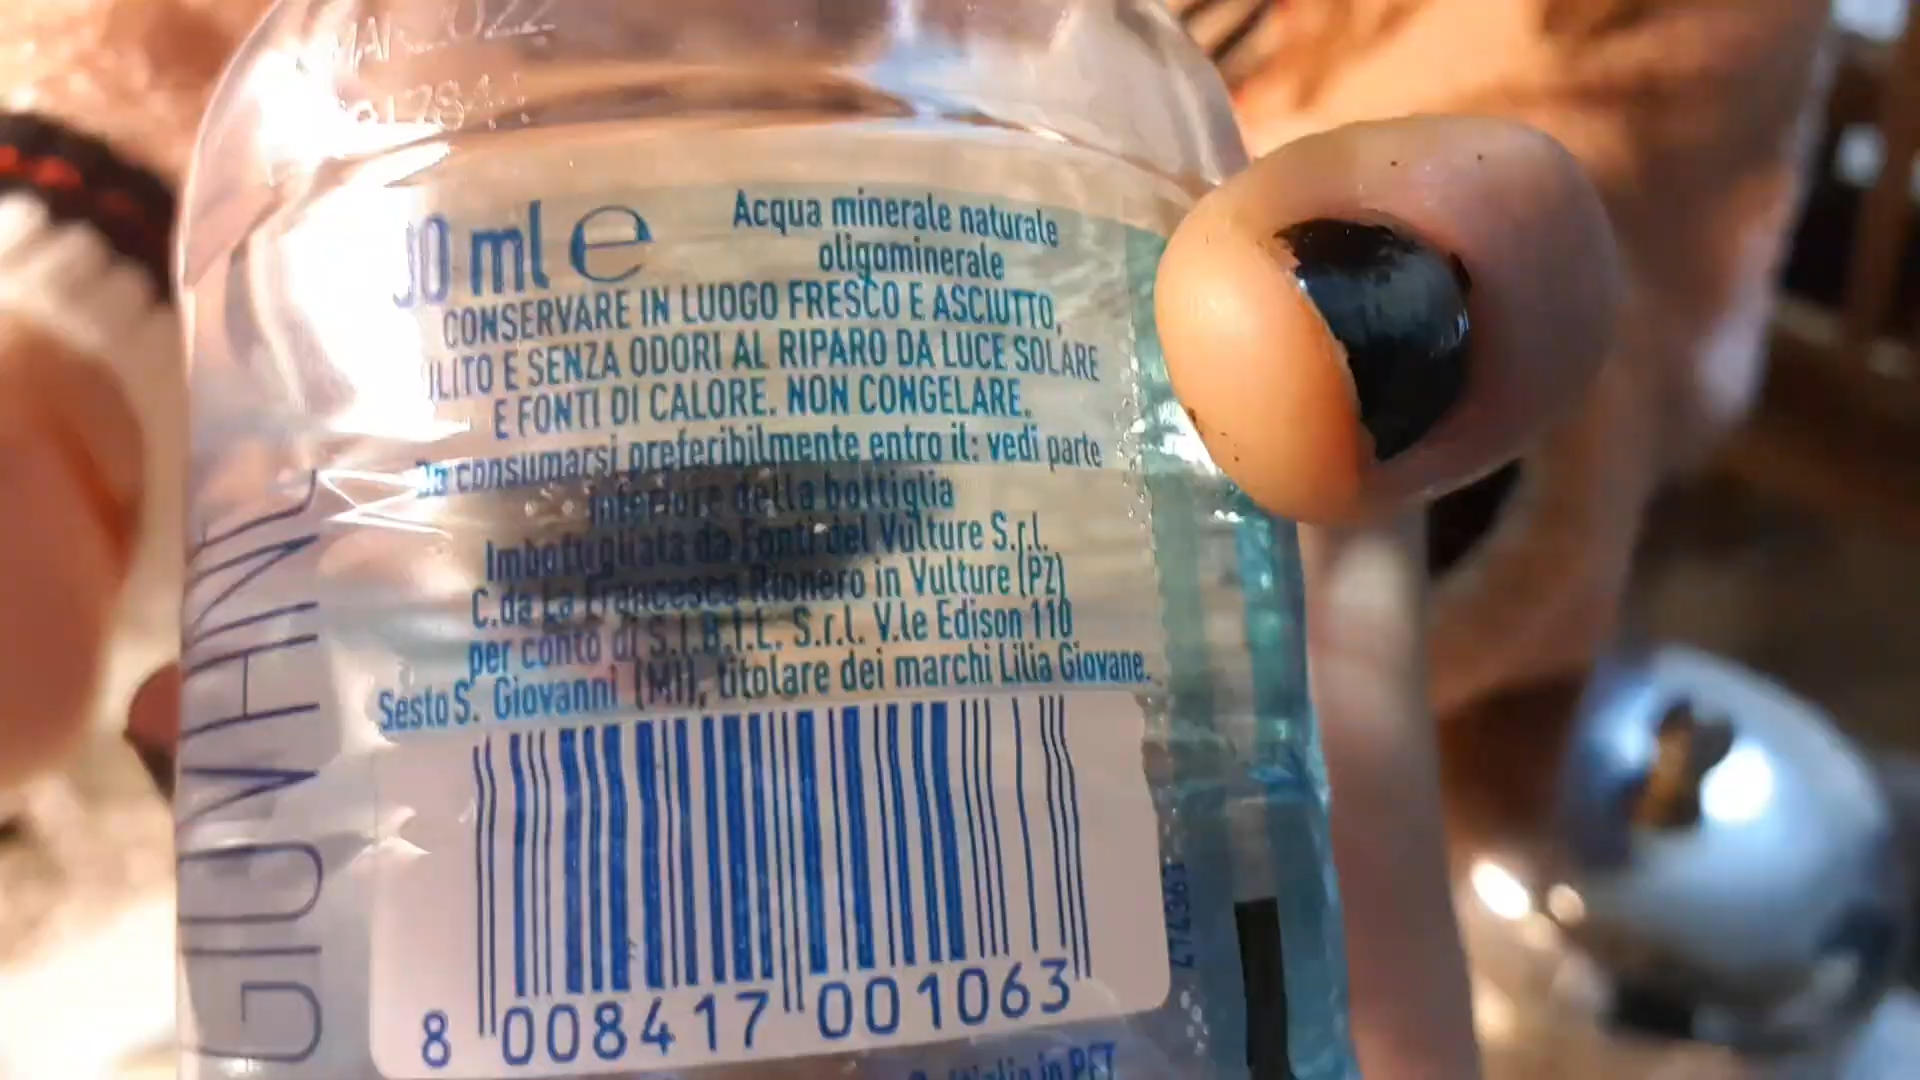 ml e
Acqua minerale naturale
oligominerale
CONSERVARE IN LUOGO FRESCO E ASCIUTTO,
E SENZA ODORI AL RIPARO DA LUCE SOLARE
E FONTI DI CALORE. NON CONGELARE.
Da consumarsi preferibilmente entro il: vedi parte
inferiore della bottiglia
Imbottigliata da Fonti del Vulture S.r.l.
C.da La Francesca Rionero in Vulture (PZ)
per conto di S.I.B.I.L. S.r.l. V.le Edison 110
Sesto S. Giovanni (MI), titolare dei marchi Lilia Giovane.
8 008417 001063
in PET